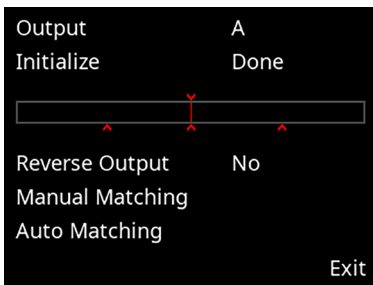 Output A
Initialize Done
Reverse Output No
Manual Matching
Auto Matching
Exit